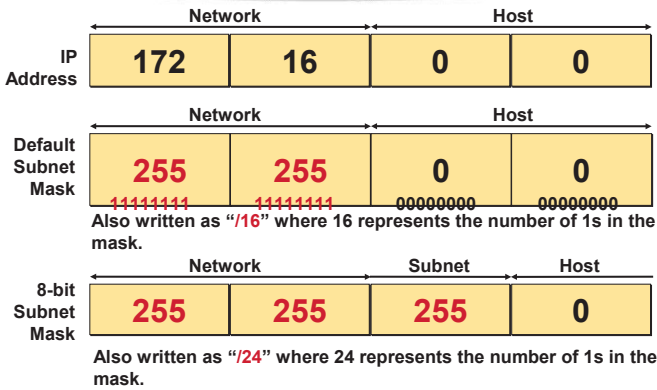 Network Host
IP Address 172 16 0 0
Network Host
Default Subnet Mask 255 255 0 0
11111111 11111111 00000000 00000000
Also written as “/16” where 16 represents the number of 1s in the
mask.
Network Subnet Host
8-bit Subnet Mask 255 255 255 0
Also written as “/24” where 24 represents the number of 1s in the
mask.